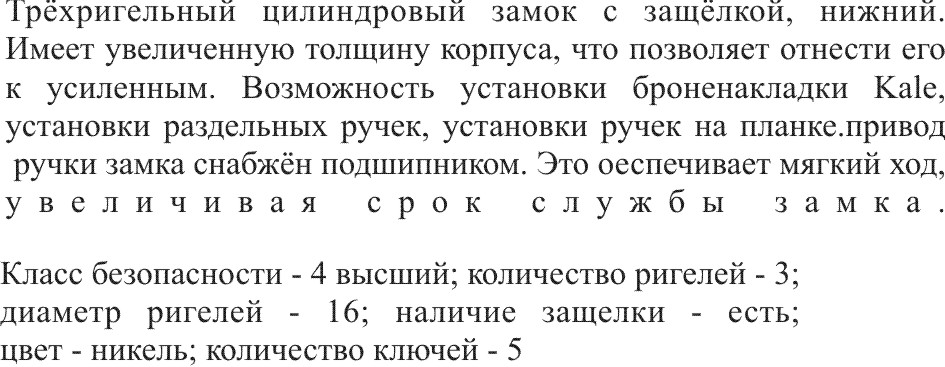 Трёхригельный цилиндровый замок с защёлкой, нижний.
Имеет увеличенную толщину корпуса, что позволяет отнести его
к усиленным. Возможность установки броненакладки Kale,
установки раздельных ручек, установки ручек на планке.привод
ручки замка снабжён подшипником. Это оеспечивает мягкий ход,
увеличивая срок службы замка.
Класс безопасности - 4 высший; количество ригелей - 3;
диаметр ригелей - 16; наличие защелки - есть;
цвет - никель; количество ключей - 5